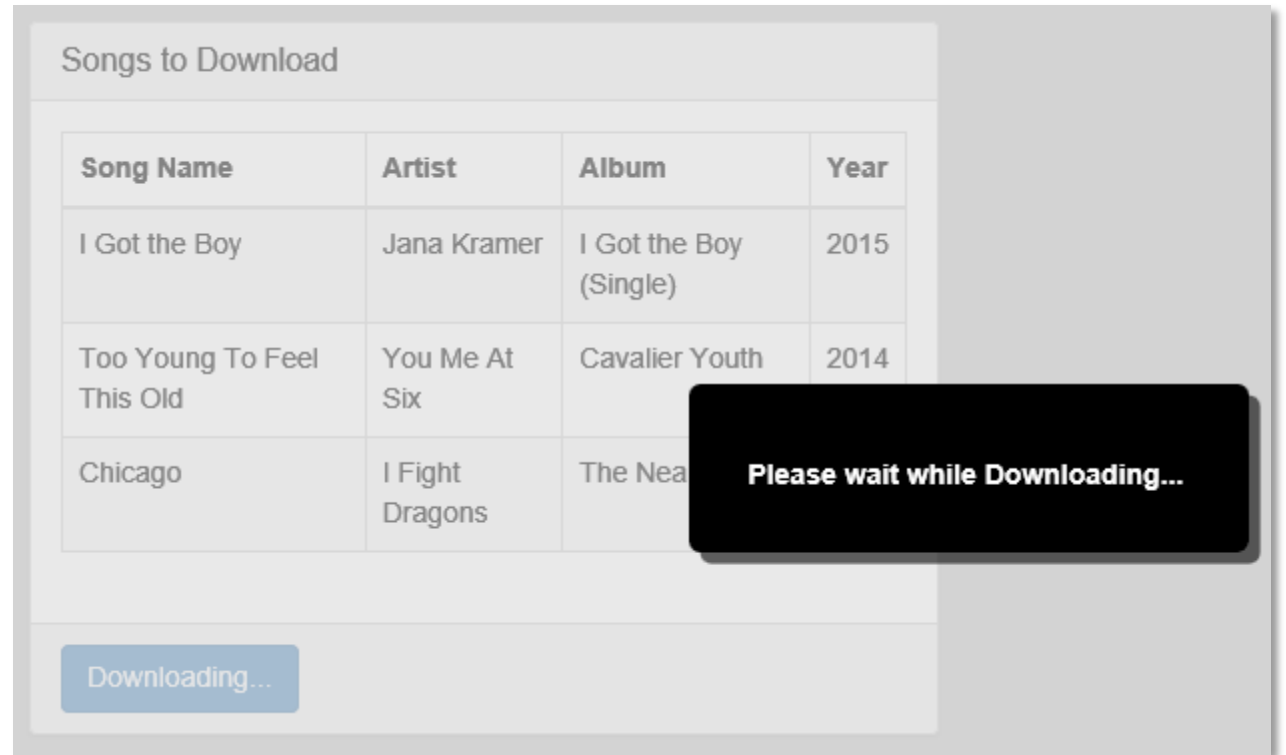 Songs to Download
Song Name Artist Album Year
I Got the Boy Jana Kramer I Got the Boy 2015
(Single)
Too Young To Feel You Me At Cavalier Youth 2014
This Old Six
Chicago I Fight The Nea
Dragons
Please wait while Downloading...
Downloading...